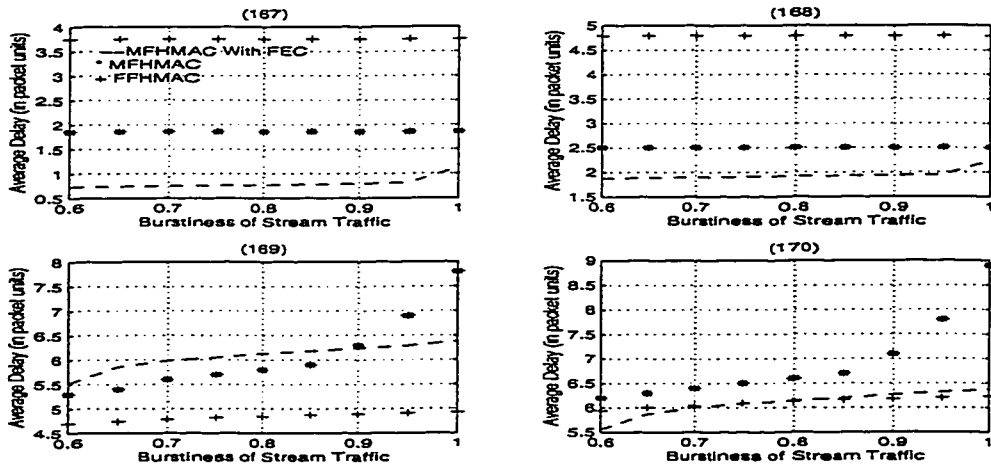 (167)
Average Delay (in packet units)
4
3.5
3
2.5
2
1.5
1
0.5
MFHMAC With FEC
MFHMAC
FFHMAC
0.6 0.7 0.8 0.9 1
Burstiness of Stream Traffic
(168)
Average Delay (in packet units)
5
4.5
4
3.5
3
2.5
2
1.5
0.6 0.7 0.8 0.9 1
Burstiness of Stream Traffic
(169)
Average Delay (in packet units)
8
7.5
7
6.5
6
5.5
5
4.5
0.6 0.7 0.8 0.9 1
Burstiness of Stream Traffic
(170)
Average Delay (in packet units)
9
8.5
8
7.5
7
6.5
6
5.5
0.6 0.7 0.8 0.9 1
Burstiness of Stream Traffic